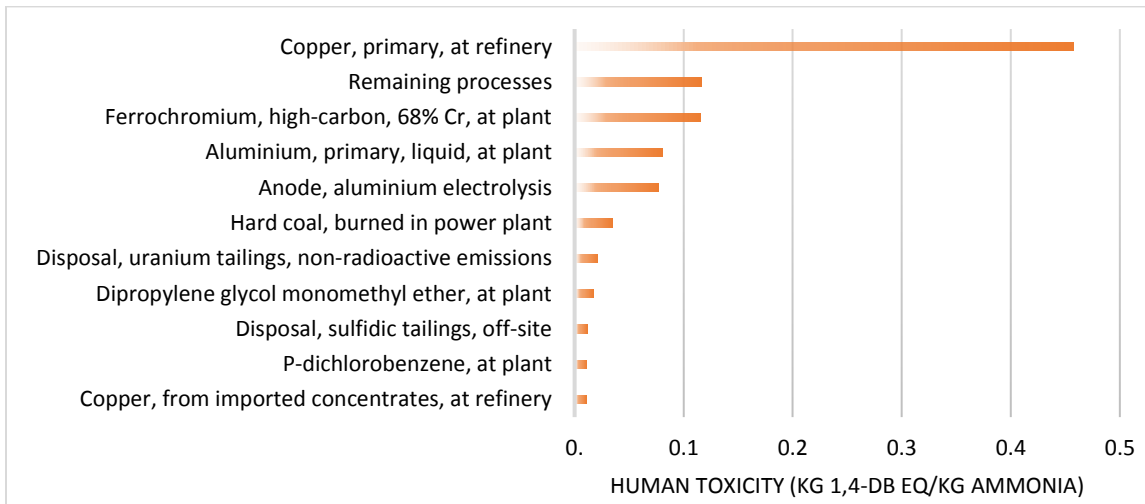 Copper, primary, at refinery
Remaining processes
Ferrochromium, high-carbon, 68% Cr, at plant
Aluminium, primary, liquid, at plant
Anode, aluminium electrolysis
Hard coal, burned in power plant
Disposal, uranium tailings, non-radioactive emissions
Dipropylene glycol monomethyl ether, at plant
Disposal, sulfidic tailings, off-site
P-dichlorobenzene, at plant
Copper, from imported concentrates, at refinery
0. 0.1 0.2 0.3 0.4 0.5
HUMAN TOXICITY (KG 1,4-DB EQ/KG AMMONIA)